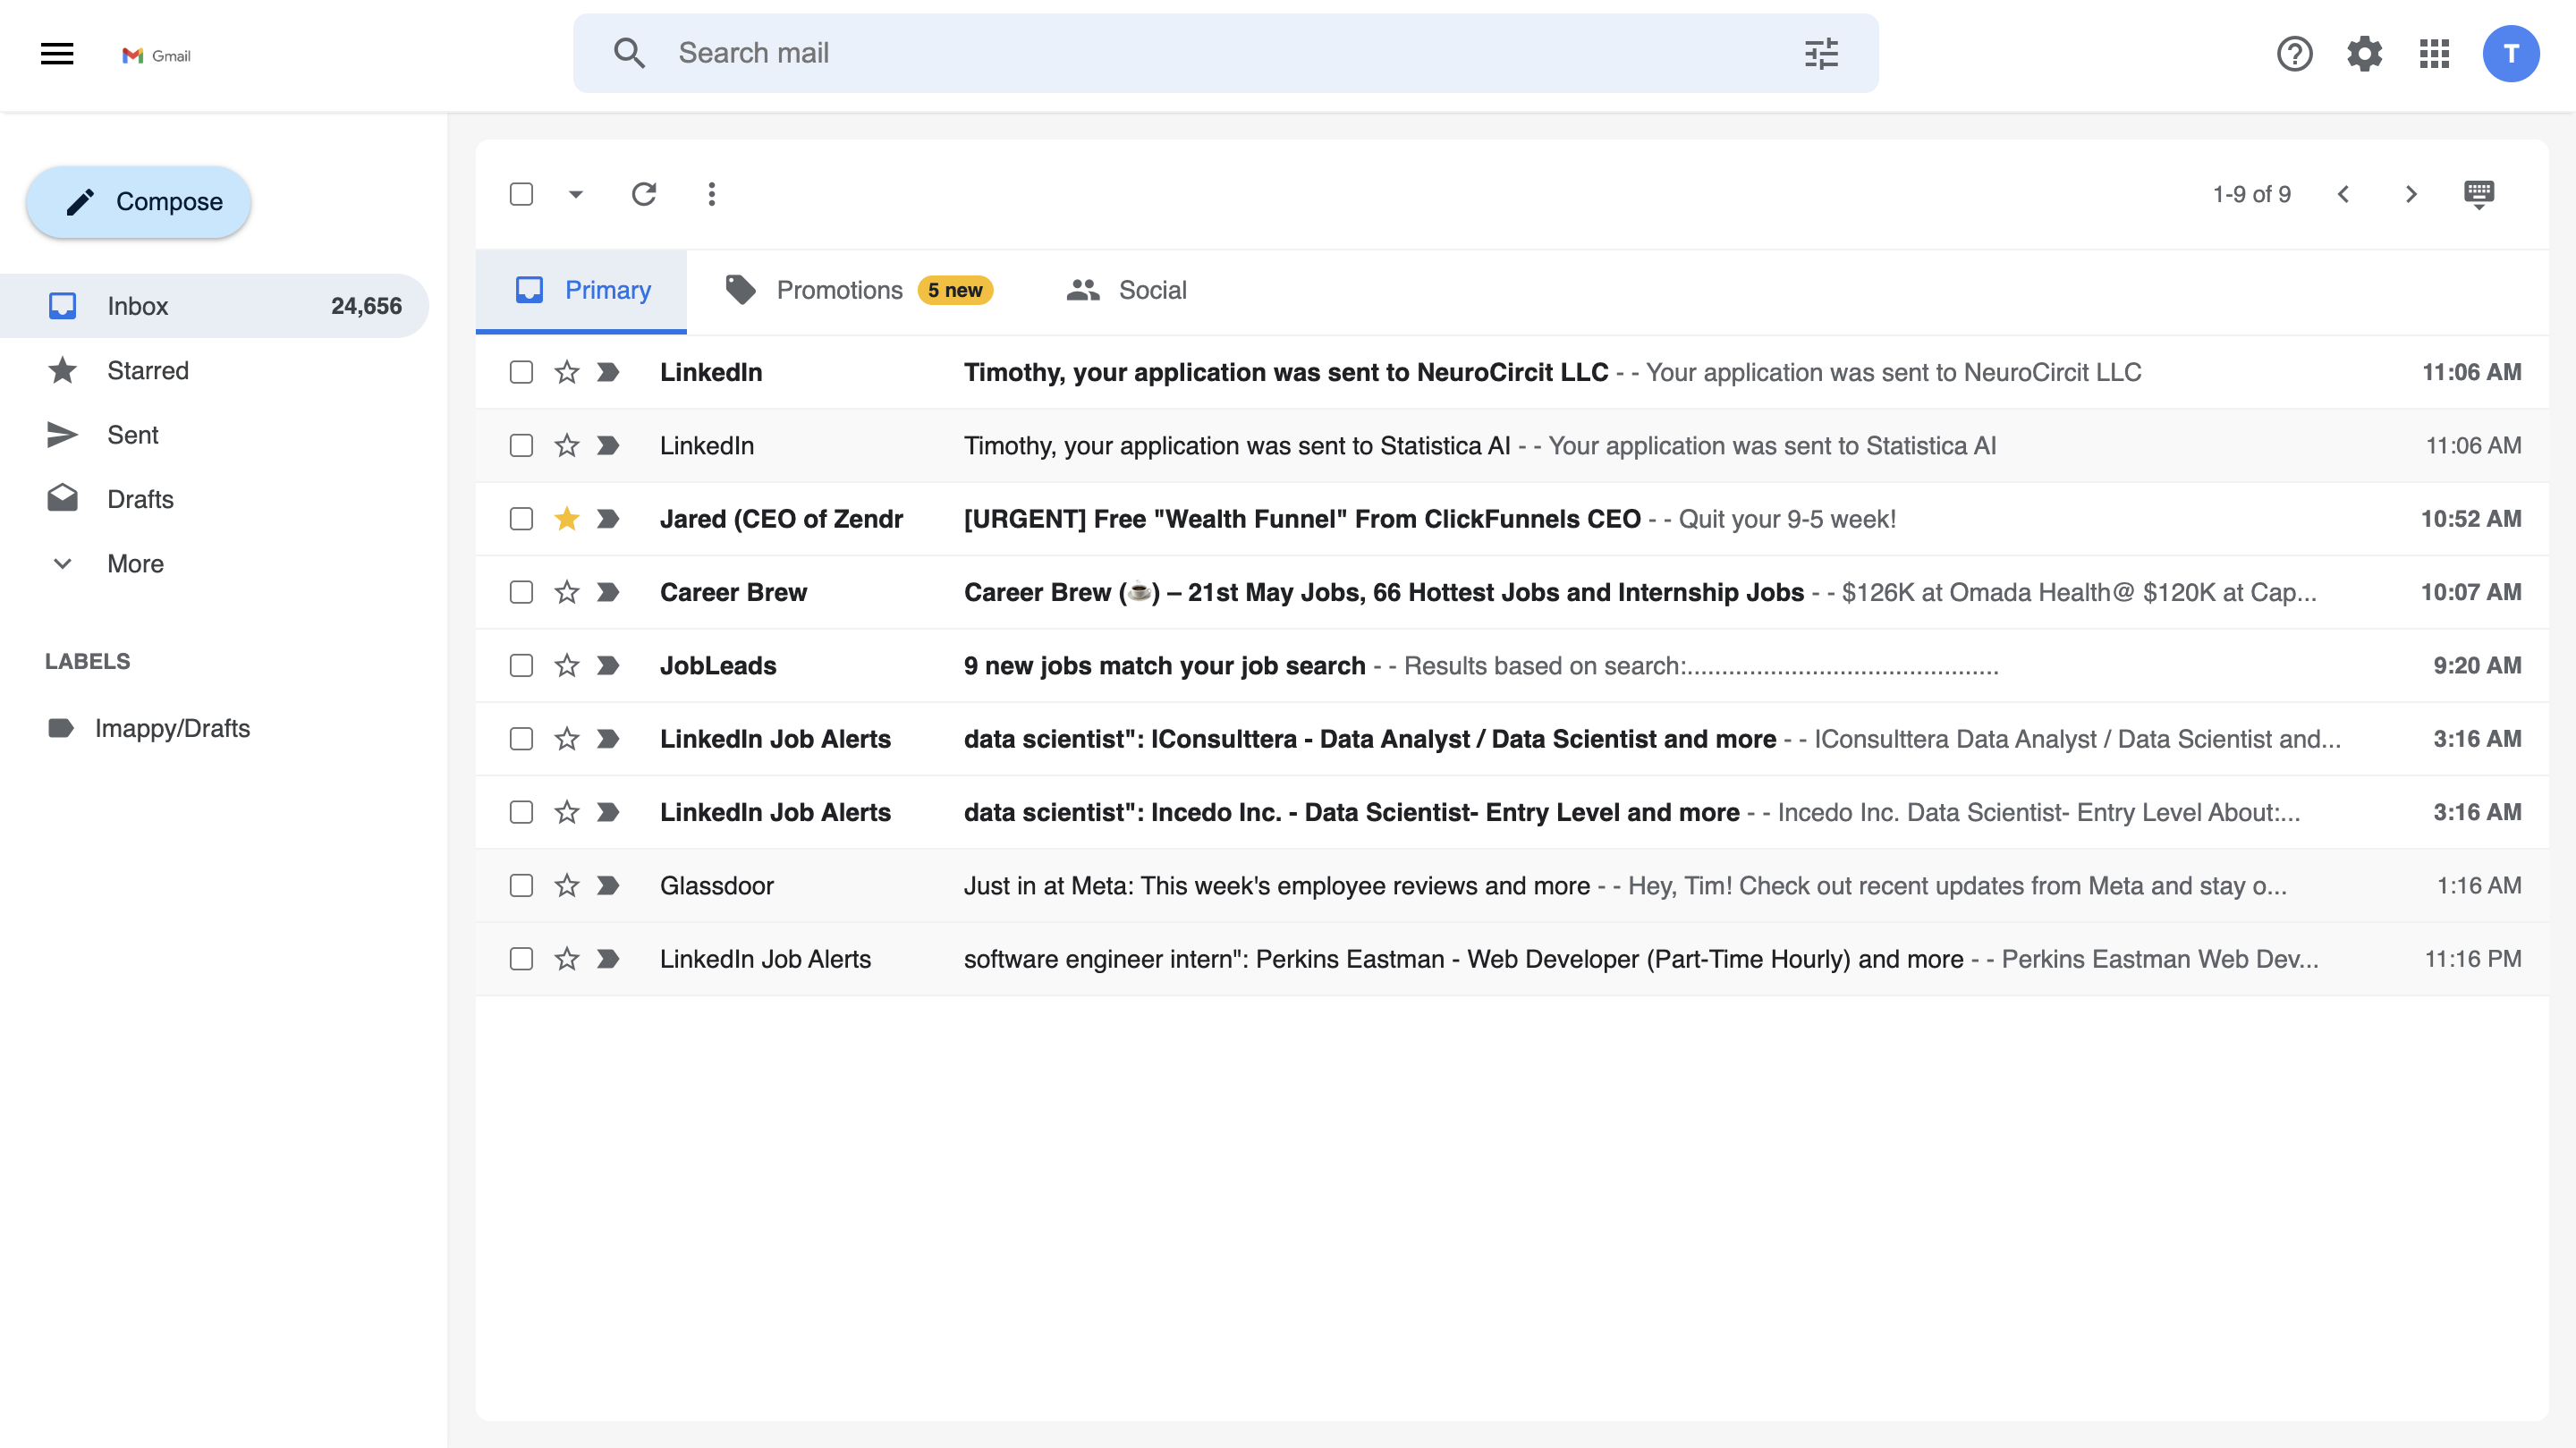 Gmail
Search mail
T
Compose
Inbox 24,656
Starred
Sent
Drafts
More
LABELS
Imappy/Drafts
1-9 of 9
Primary
Promotions 5 new
Social
LinkedIn Timothy, your application was sent to NeuroCircit LLC - - Your application was sent to NeuroCircit LLC 11:06 AM
LinkedIn Timothy, your application was sent to Statistica AI - - Your application was sent to Statistica AI 11:06 AM
Jared (CEO of Zendr [URGENT] Free "Wealth Funnel" From ClickFunnels CEO - - Quit your 9-5 week! 10:52 AM
Career Brew Career Brew (☕) – 21st May Jobs, 66 Hottest Jobs and Internship Jobs - - $126K at Omada Health@ $120K at Cap... 10:07 AM
JobLeads 9 new jobs match your job search - - Results based on search:............................................. 9:20 AM
LinkedIn Job Alerts data scientist": IConsulttera - Data Analyst / Data Scientist and more - - IConsulttera Data Analyst / Data Scientist and... 3:16 AM
LinkedIn Job Alerts data scientist": Incedo Inc. - Data Scientist- Entry Level and more - - Incedo Inc. Data Scientist- Entry Level About:... 3:16 AM
Glassdoor Just in at Meta: This week's employee reviews and more - - Hey, Tim! Check out recent updates from Meta and stay o... 1:16 AM
LinkedIn Job Alerts software engineer intern": Perkins Eastman - Web Developer (Part-Time Hourly) and more - - Perkins Eastman Web Dev... 11:16 PM